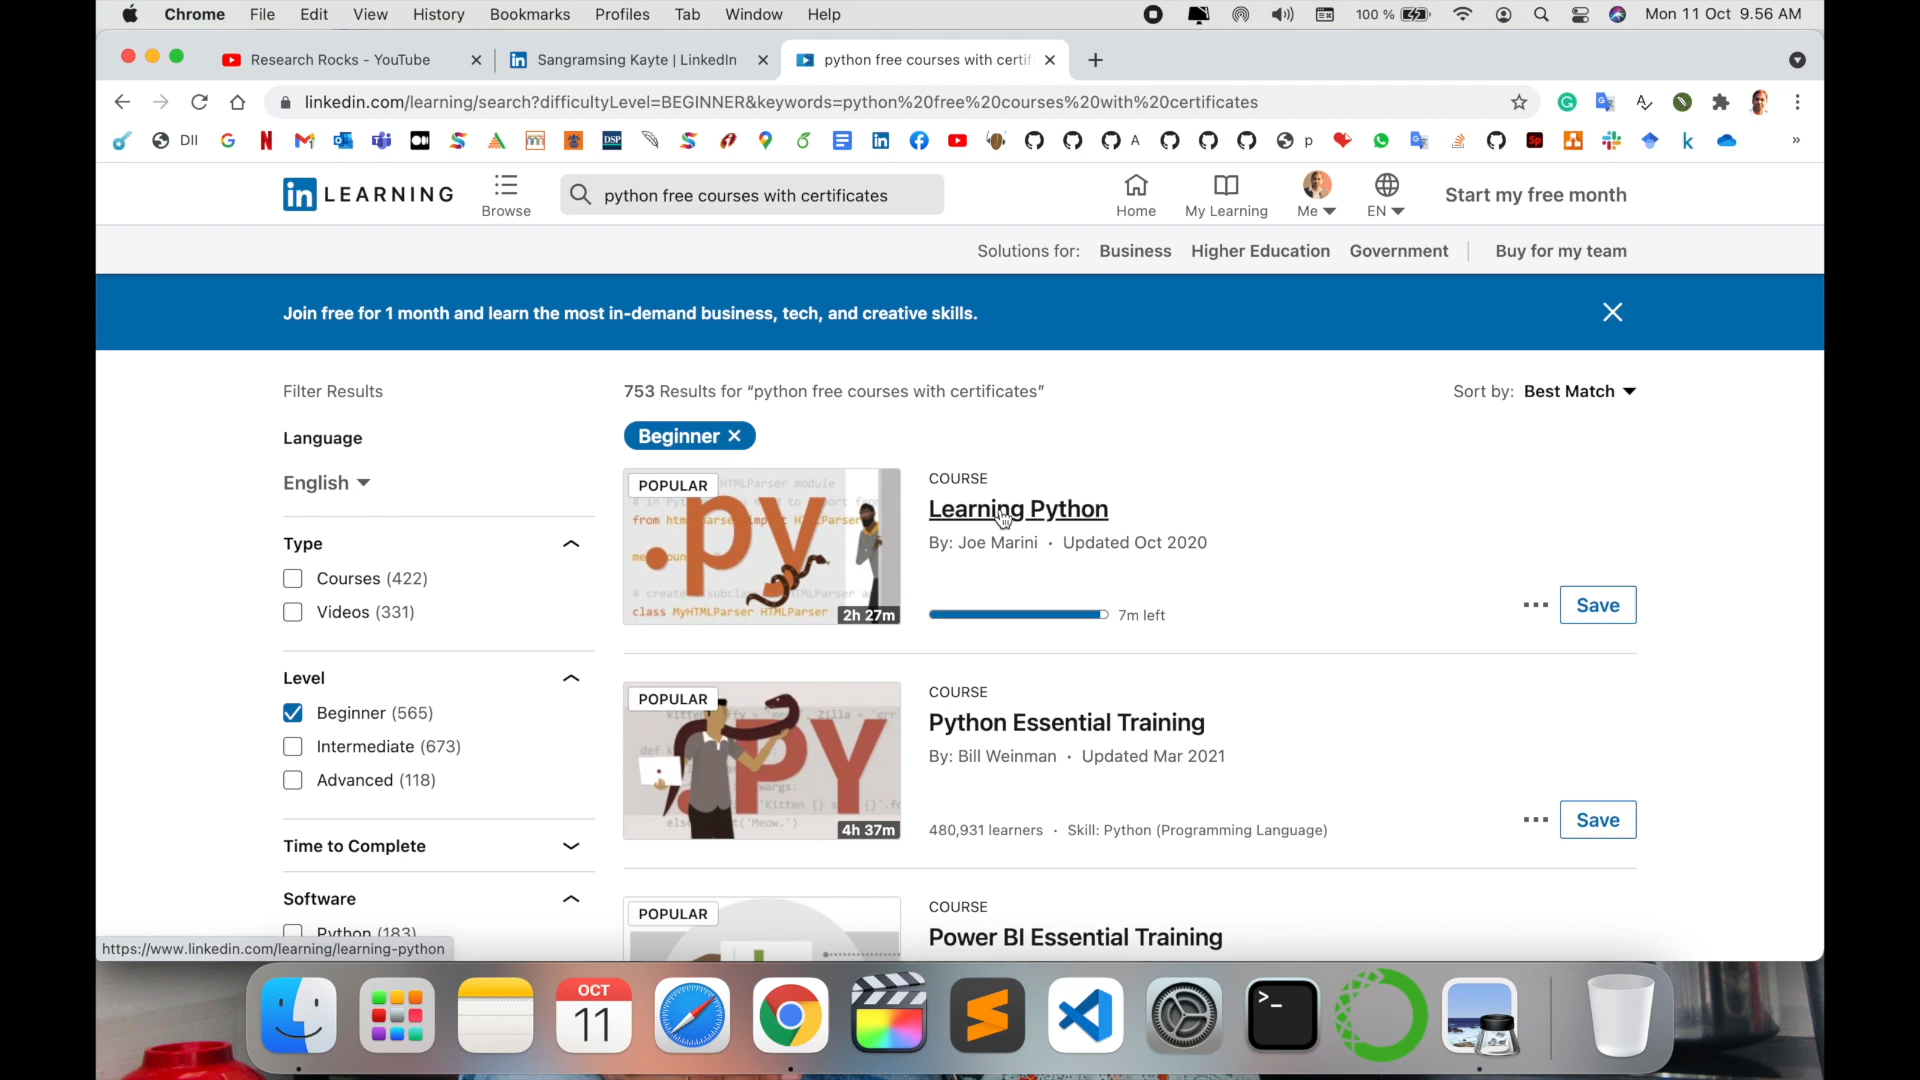 Chrome File Edit View History Bookmarks Profiles Tab Window Help 100 % Mon 11 Oct 9.56 AM
Research Rocks - YouTube Sangramsing Kayte | LinkedIn python free courses with certif
linkedin.com/learning/search?difficultyLevel=BEGINNER&keywords=python%20free%20courses%20with%20certificates
DII A p »
in LEARNING Browse python free courses with certificates Home My Learning Me EN Start my free month
Solutions for: Business Higher Education Government Buy for my team
Join free for 1 month and learn the most in-demand business, tech, and creative skills.
Filter Results
753 Results for “python free courses with certificates”
Sort by: Best Match
Language
English
Type
Courses (422)
Videos (331)
Level
Beginner (565)
Intermediate (673)
Advanced (118)
Time to Complete
Software
Python (183)
Beginner
POPULAR
.py
2h 27m
COURSE
Learning Python
By: Joe Marini · Updated Oct 2020
7m left
Save
POPULAR
PY
4h 37m
COURSE
Python Essential Training
By: Bill Weinman · Updated Mar 2021
480,931 learners · Skill: Python (Programming Language)
Save
POPULAR
COURSE
Power BI Essential Training
https://www.linkedin.com/learning/learning-python
OCT
11